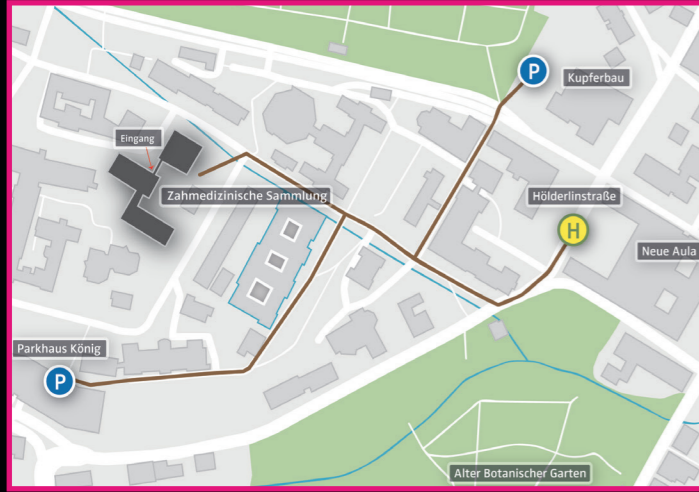 P
Kupferbau
Eingang
Zahmedizinische Sammlung
Hölderlinstraße
H
Neue Aula
Parkhaus König
P
Alter Botanischer Garten